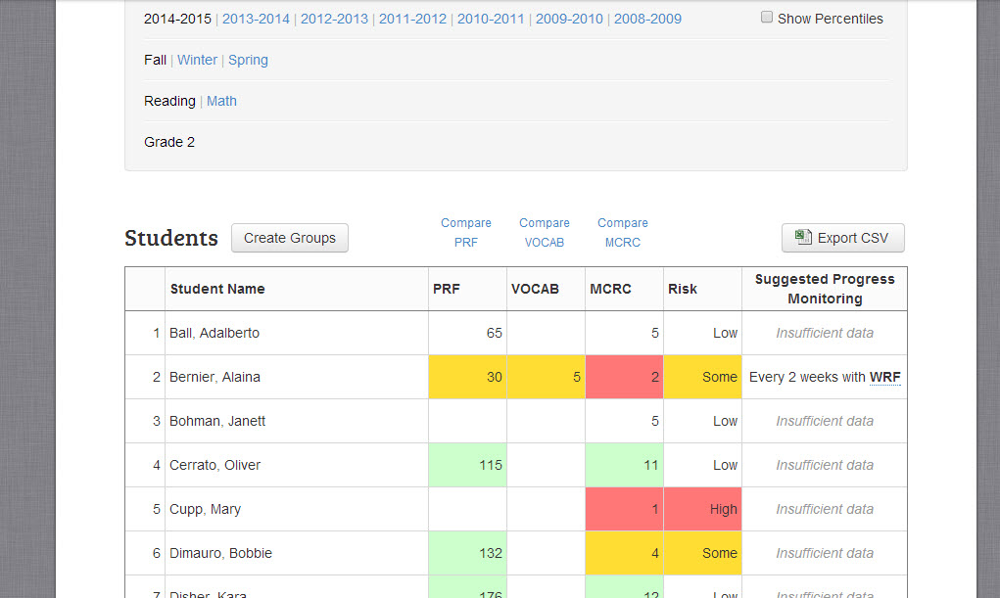 2014-2015 | 2013-2014 | 2012-2013 | 2011-2012 | 2010-2011 | 2009-2010 | 2008-2009 Show Percentiles
Fall | Winter | Spring
Reading | Math
Grade 2
Students Create Groups Compare PRF Compare VOCAB Compare MCRC Export CSV
Student Name PRF VOCAB MCRC Risk Suggested Progress Monitoring
1 Ball, Adalberto 65 5 Low Insufficient data
2 Bernier, Alaina 30 5 2 Some Every 2 weeks with WRF
3 Bohman, Janett 5 Low Insufficient data
4 Cerrato, Oliver 115 11 Low Insufficient data
5 Cupp, Mary 1 High Insufficient data
6 Dimauro, Bobbie 132 4 Some Insufficient data
7 Disher, Kara 176 12 Low Insufficient data